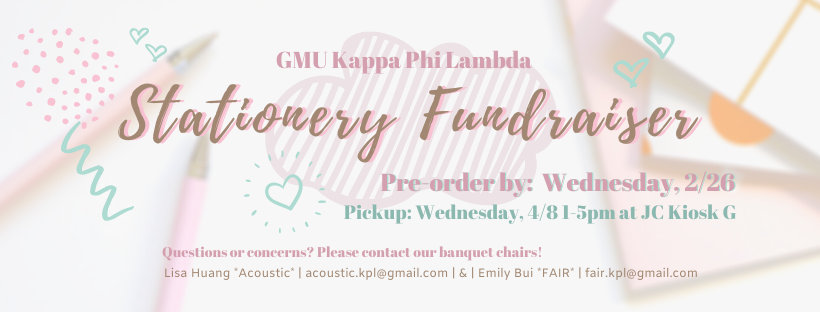 GMU Kappa Phi Lambda
Stationery Fundraiser
Pre-order by: Wednesday, 2/26
Pickup: Wednesday, 4/8 1-5pm at JC Kiosk G
Questions or concerns? Please contact our banquet chairs!
Lisa Huang "Acoustic" | acoustic.kpl@gmail.com | & | Emily Bui "FAIR" | fair.kpl@gmail.com